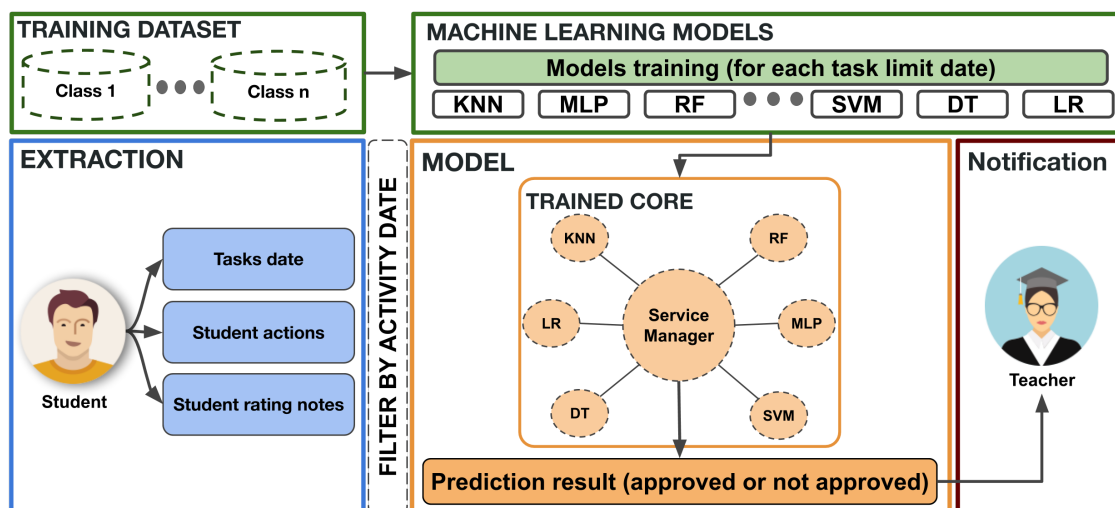 TRAINING DATASET
Class 1
Class n
MACHINE LEARNING MODELS
Models training (for each task limit date)
KNN
MLP
RF
SVM
DT
LR
EXTRACTION
Tasks date
Student actions
Student rating notes
Student
FILTER BY ACTIVITY DATE
MODEL
TRAINED CORE
KNN
RF
LR
Service
Manager
MLP
DT
SVM
Prediction result (approved or not approved)
Notification
Teacher